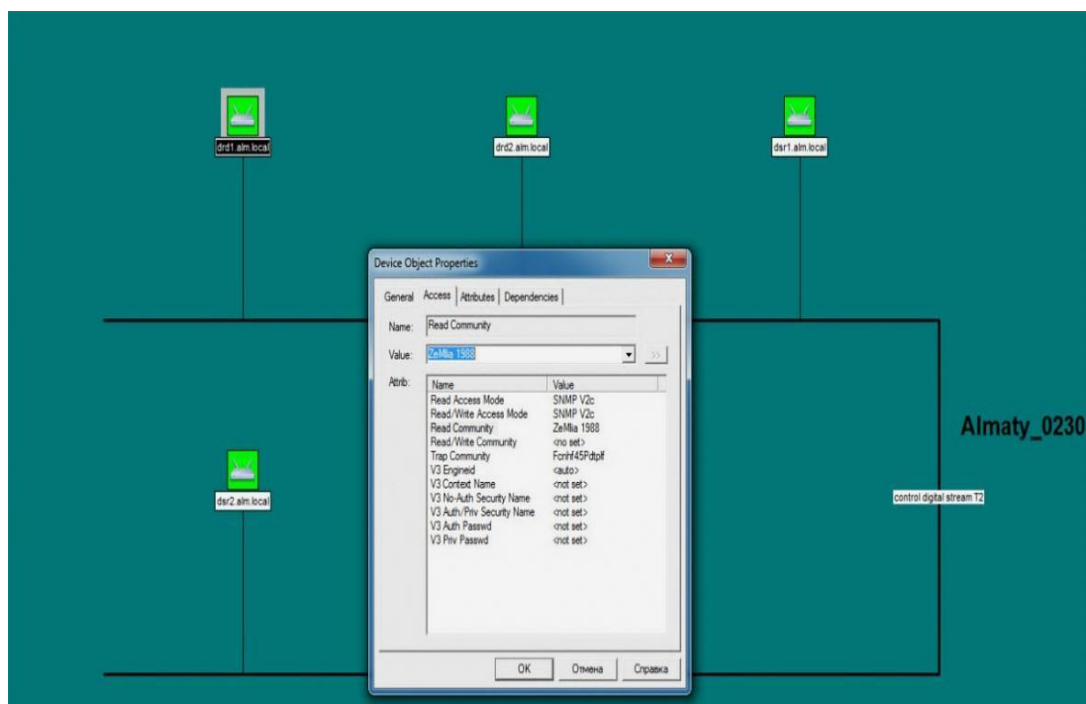 drd1.alm.local
drd2.alm.local
dsr1.alm.local
Device Object Properties
General Access Attributes Dependencies
Name: Read Community
Value: ZeMlia 1988 >>
Attrib: Name Value
Read Access Mode SNMP V2c
Read/Write Access Mode SNMP V2c
Read Community ZeMlia 1988
Read/Write Community <no set>
Trap Community Fcnhf45Pdtplf
V3 Engineid <auto>
V3 Context Name <not set>
V3 No-Auth Security Name <not set>
V3 Auth/Priv Security Name <not set>
V3 Auth Passwd <not set>
V3 Priv Passwd <not set>
OK Отмена Справка
Almaty_0230
dsr2.alm.local
control digital stream T2